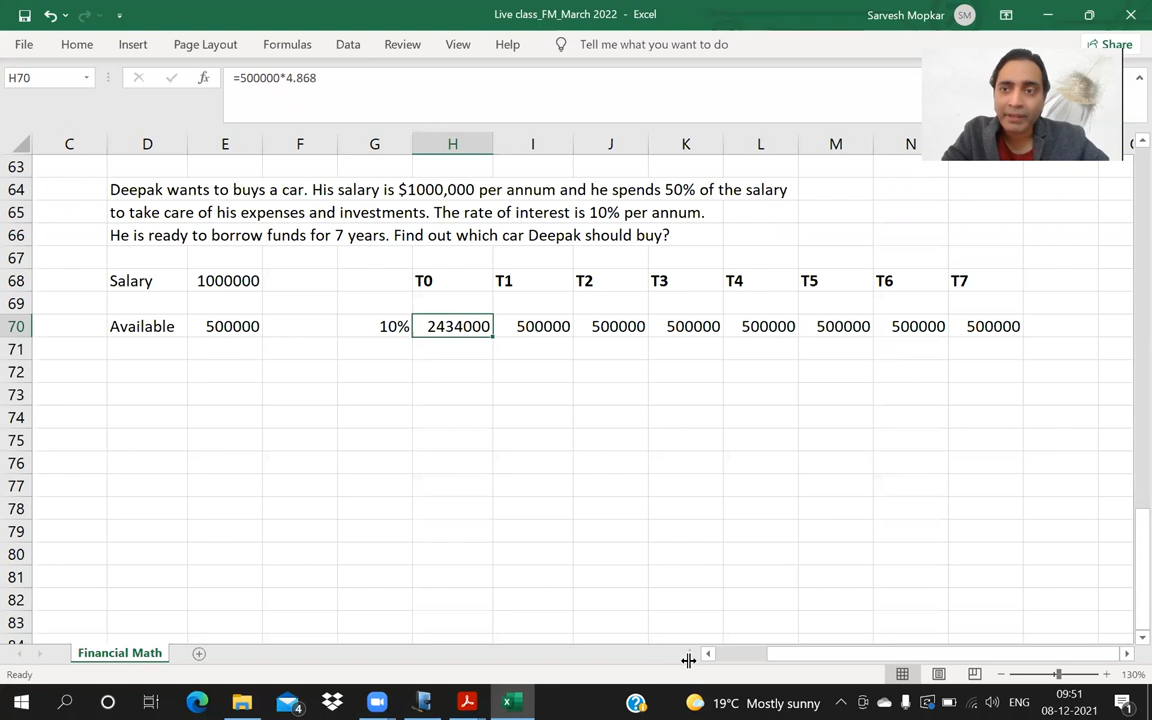 Live class_FM_March 2022 - Excel
Sarvesh Mopkar SM
File Home Insert Page Layout Formulas Data Review View Help Tell me what you want to do Share
H70 fx =500000*4.868
C D E F G H I J K L M N
63
64 Deepak wants to buys a car. His salary is $1000,000 per annum and he spends 50% of the salary
65 to take care of his expenses and investments. The rate of interest is 10% per annum.
66 He is ready to borrow funds for 7 years. Find out which car Deepak should buy?
67
68 Salary 1000000 T0 T1 T2 T3 T4 T5 T6 T7
69
70 Available 500000 10% 2434000 500000 500000 500000 500000 500000 500000 500000
71
72
73
74
75
76
77
78
79
80
81
82
83
Financial Math
Ready 130%
4 19°C Mostly sunny ENG 09:51 1
08-12-2021